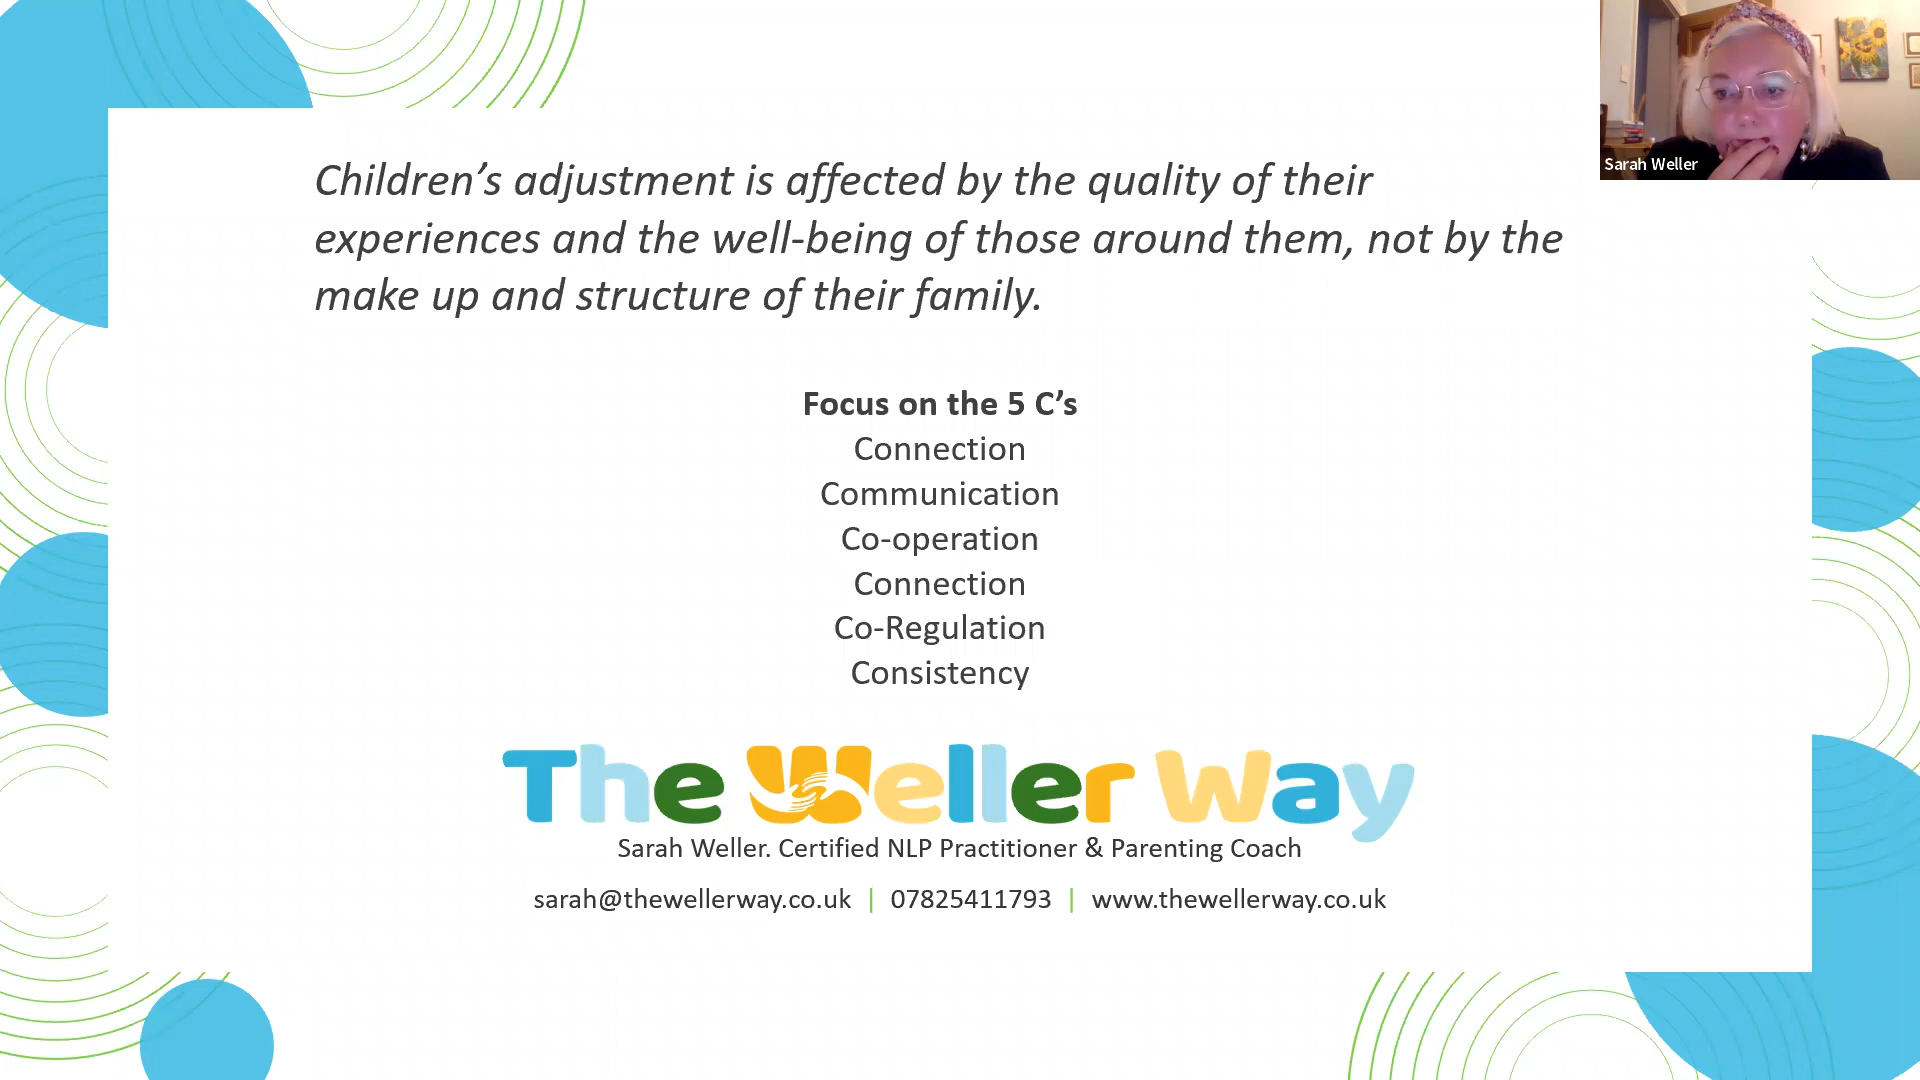 Children’s adjustment is affected by the quality of their
experiences and the well-being of those around them, not by the
make up and structure of their family.
Focus on the 5 C’s
Connection
Communication
Co-operation
Connection
Co-Regulation
Consistency
The Weller Way
Sarah Weller. Certified NLP Practitioner & Parenting Coach
sarah@thewellerway.co.uk | 07825411793 | www.thewellerway.co.uk
Sarah Weller